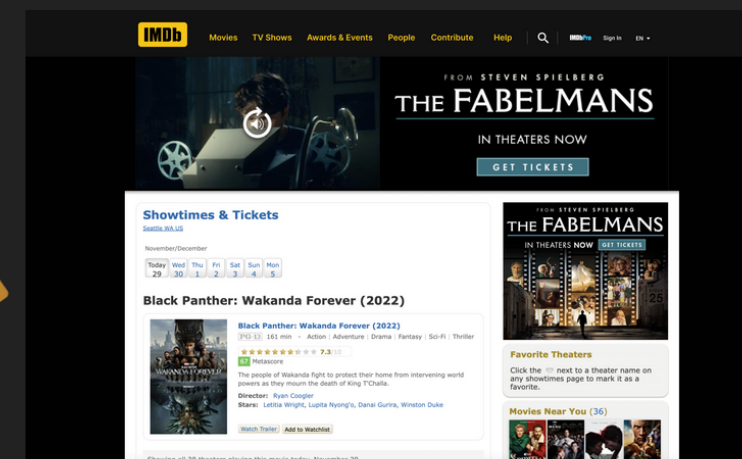 IMDb
Movies TV Shows Awards & Events People Contribute Help IMDbPro Sign In EN
FROM STEVEN SPIELBERG
THE FABELMANS
IN THEATERS NOW
GET TICKETS
Showtimes & Tickets
Seattle WA US
November/December
Today Wed Thu Fri Sat Sun Mon
29 30 1 2 3 4 5
Black Panther: Wakanda Forever (2022)
WAKANDA FOREVER
Black Panther: Wakanda Forever (2022)
PG-13 161 min - Action | Adventure | Drama | Fantasy | Sci-Fi | Thriller
7.3/10
67 Metascore
The people of Wakanda fight to protect their home from intervening world
powers as they mourn the death of King T'Challa.
Director: Ryan Coogler
Stars: Letitia Wright, Lupita Nyong'o, Danai Gurira, Winston Duke
Watch Trailer Add to Watchlist
FROM STEVEN SPIELBERG
THE FABELMANS
IN THEATERS NOW GET TICKETS
Favorite Theaters
Click the next to a theater name on
any showtimes page to mark it as a
favorite.
Movies Near You (36)